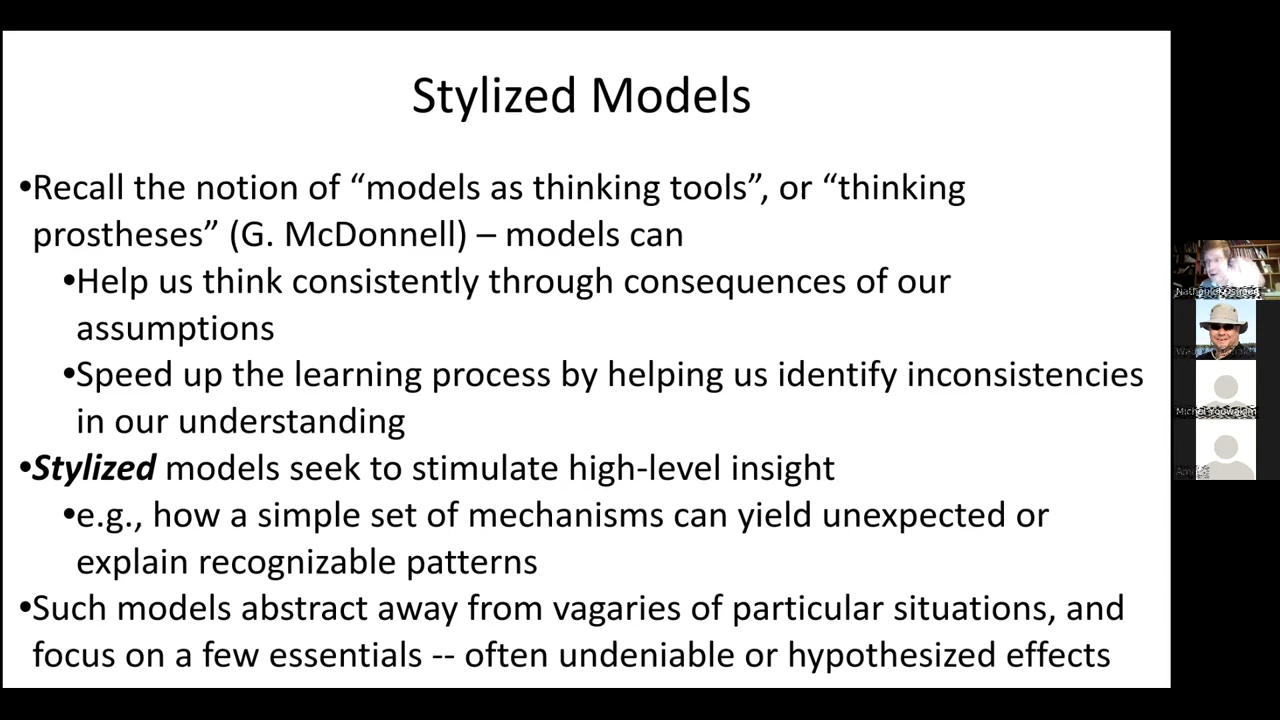 Stylized Models
•Recall the notion of “models as thinking tools”, or “thinking
prostheses” (G. McDonnell) – models can
•Help us think consistently through consequences of our
assumptions
•Speed up the learning process by helping us identify inconsistencies
in our understanding
•Stylized models seek to stimulate high-level insight
•e.g., how a simple set of mechanisms can yield unexpected or
explain recognizable patterns
•Such models abstract away from vagaries of particular situations, and
focus on a few essentials -- often undeniable or hypothesized effects